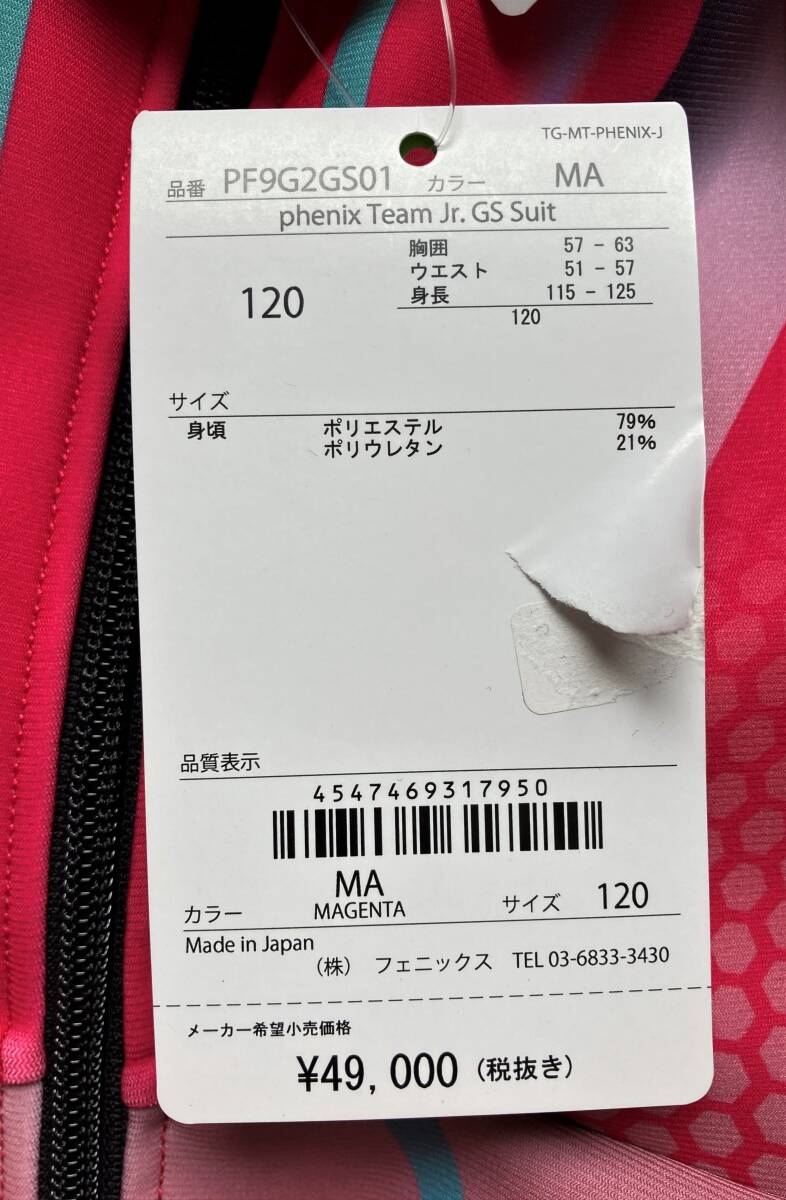 TG-MT-PHENIX-J
品番 PF9G2GS01 カラー MA
phenix Team Jr. GS Suit
胸囲 57 - 63
ウエスト 51 - 57
120
身長 115 - 125
120
サイズ
身頃 ポリエステル 79%
ポリウレタン 21%
品質表示
4547469317950
MA
カラー MAGENTA サイズ 120
Made in Japan
(株) フェニックス TEL 03-6833-3430
メーカー希望小売価格
¥49,000 (税抜き)